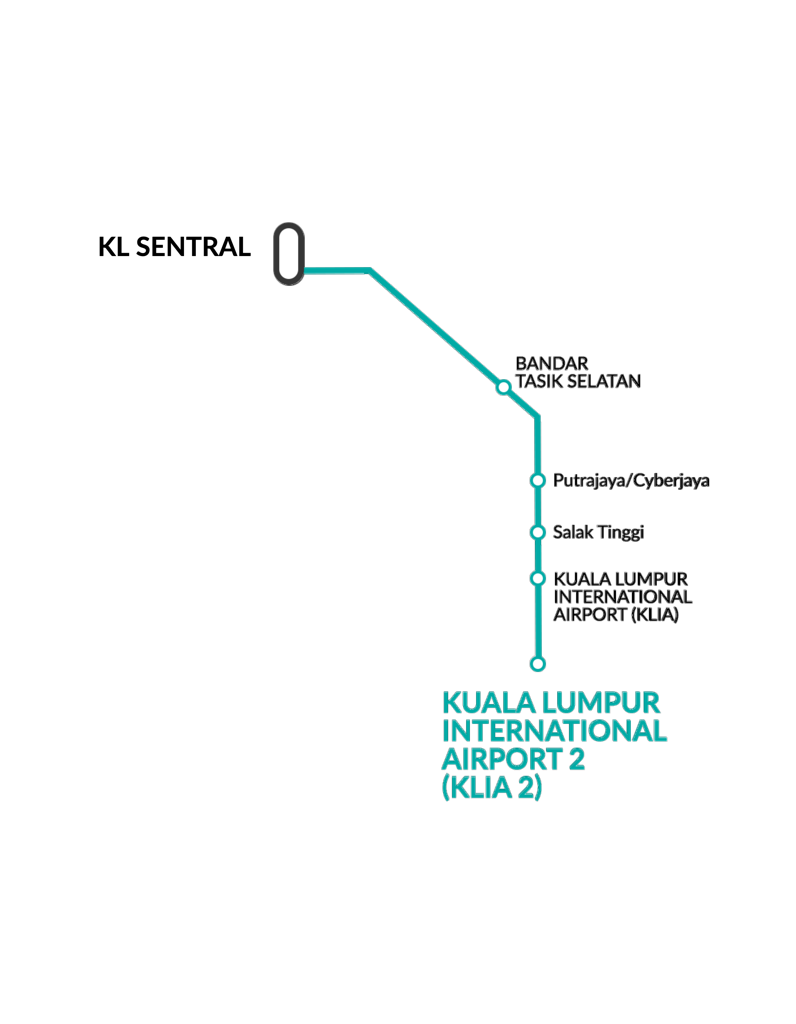 KL SENTRAL
BANDAR
TASIK SELATAN
Putrajaya/Cyberjaya
Salak Tinggi
KUALA LUMPUR
INTERNATIONAL
AIRPORT (KLIA)
KUALA LUMPUR
INTERNATIONAL
AIRPORT 2
(KLIA 2)